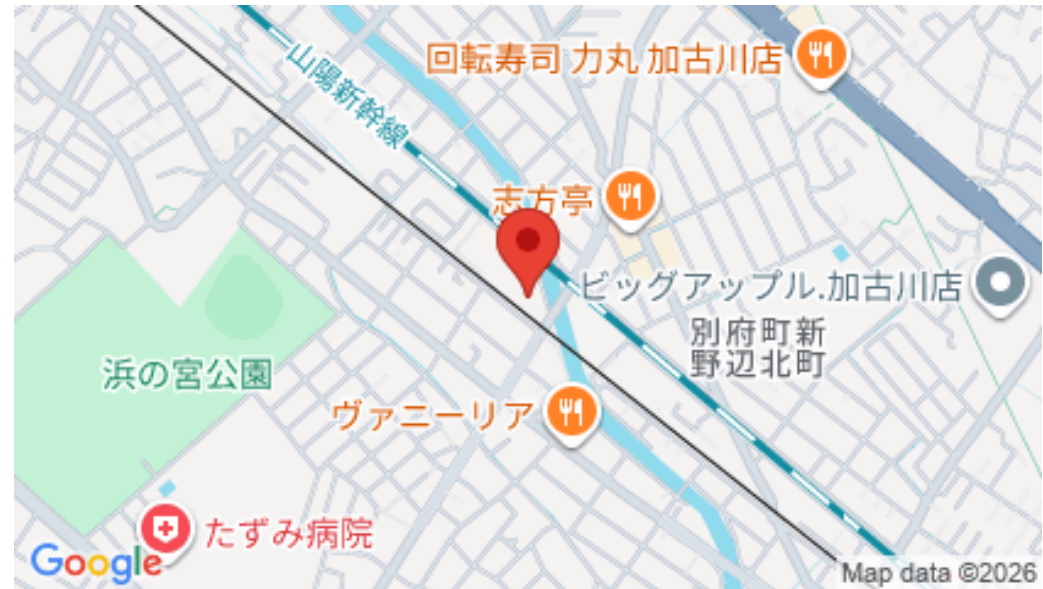 回転寿司 力丸 加古川店
山陽新幹線
志方亭
ビッグアップル.加古川店
別府町新
野辺北町
浜の宮公園
ヴァニーリア
たずみ病院
Google
Map data ©2026